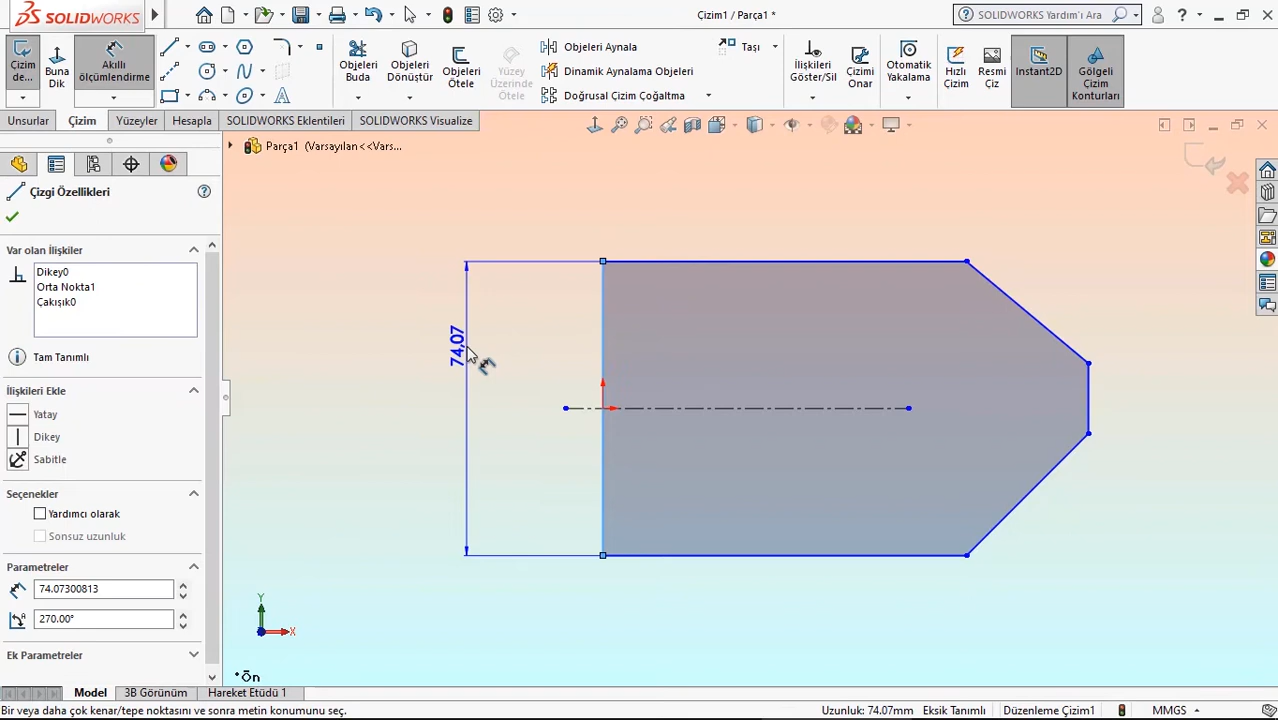 SOLIDWORKS
Çizim1 / Parça1 *
SOLIDWORKS Yardım'ı Ara
?
Çizim
de...
Buna
Dik
Akıllı
ölçümlendirme
Objeleri
Buda
Objeleri
Dönüştür
Objeleri
Ötele
Yüzey
Üzerinde
Ötele
Objeleri Aynala
Dinamik Aynalama Objeleri
Doğrusal Çizim Çoğaltma
Taşı
İlişkileri
Göster/Sil
Çizimi
Onar
Otomatik
Yakalama
Hızlı
Çizim
Resmi
Çiz
Instant2D
Gölgeli
Çizim
Konturları
Unsurlar
Çizim
Yüzeyler
Hesapla
SOLIDWORKS Eklentileri
SOLIDWORKS Visualize
Parça1 (Varsayılan<<Vars...
Çizgi Özellikleri
?
Var olan İlişkiler
Dikey0
Orta Nokta1
Çakışık0
Tam Tanımlı
İlişkileri Ekle
Yatay
Dikey
Sabitle
Seçenekler
Yardımcı olarak
Sonsuz uzunluk
Parametreler
74.07300813
270.00°
Ek Parametreler
74,07
Y
X
*Ön
Model
3B Görünüm
Hareket Etüdü 1
Bir veya daha çok kenar/tepe noktasını ve sonra metin konumunu seç.
Uzunluk: 74.07mm
Eksik Tanımlı
Düzenleme Çizim1
MMGS